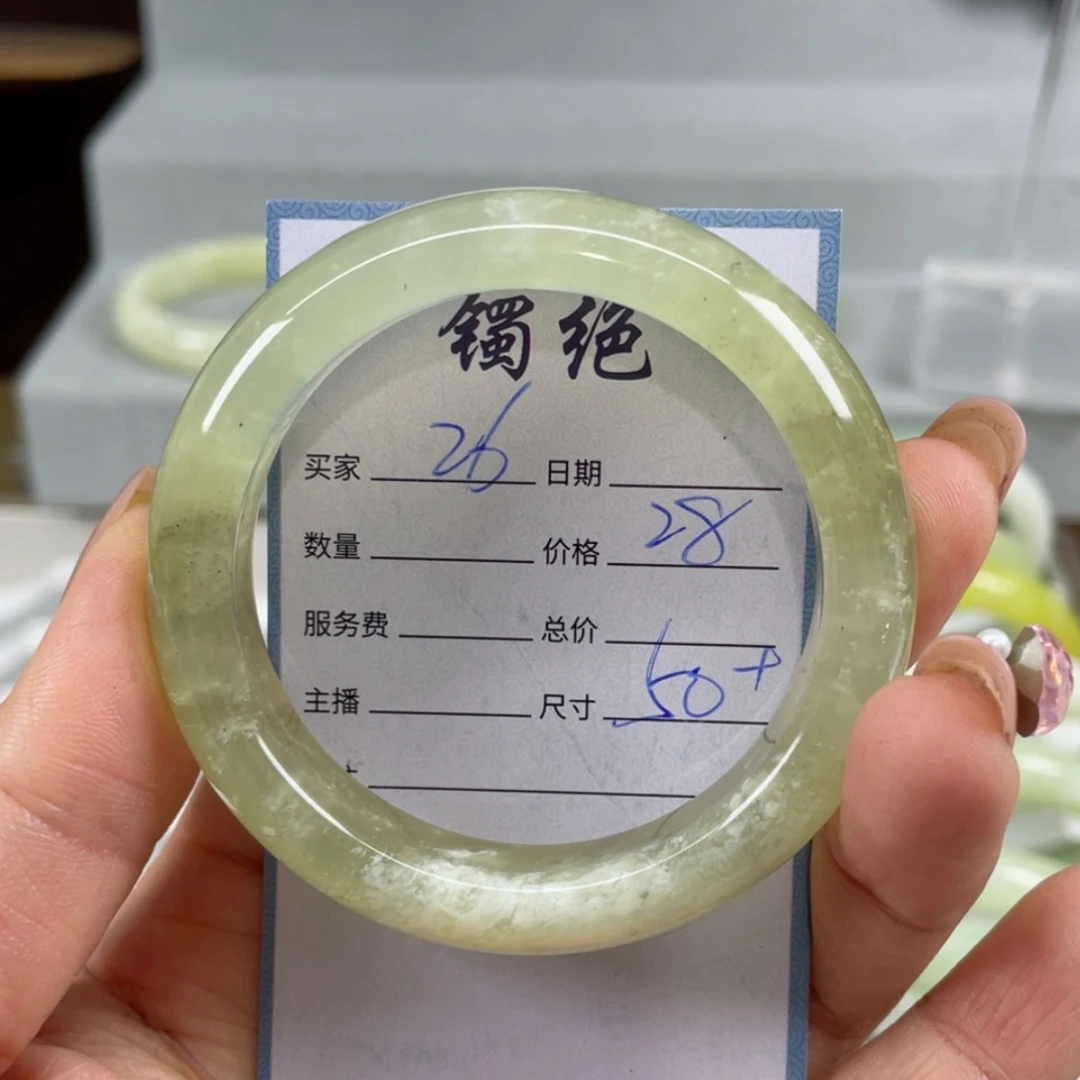 镯绝
买家 26 日期
数量 价格 28
服务费 总价
主播 尺寸 50+